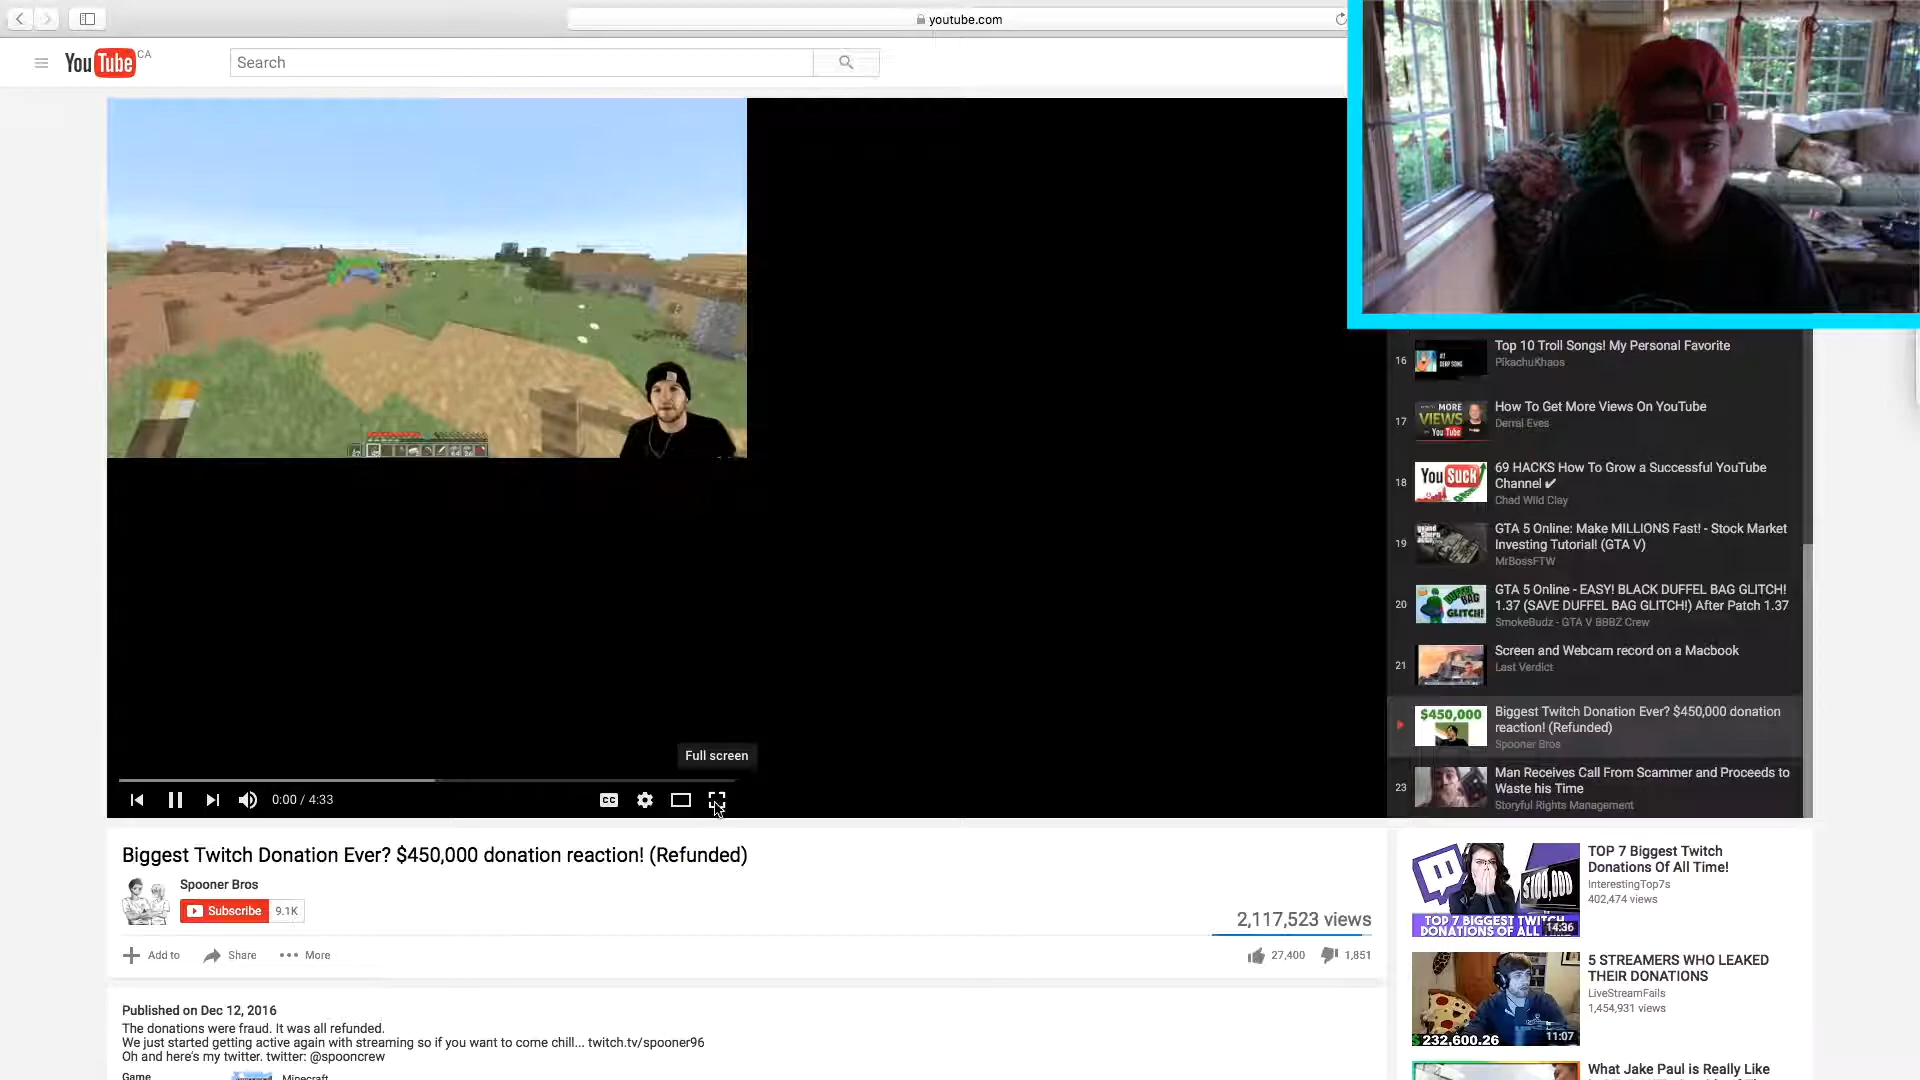 youtube.com
YouTube CA
Search
Full screen
0:00 / 4:33
CC
Biggest Twitch Donation Ever? $450,000 donation reaction! (Refunded)
Spooner Bros
Subscribe 9.1K
2,117,523 views
Add to Share More
27,400 1,851
Published on Dec 12, 2016
The donations were fraud. It was all refunded.
We just started getting active again with streaming so if you want to come chill... twitch.tv/spooner96
Oh and here's my twitter. twitter: @spooncrew
Game Minecraft
16
Top 10 Troll Songs! My Personal Favorite
PikachuKhaos
17
MORE
VIEWS
YouTube
How To Get More Views On YouTube
Derral Eves
18
You Suck
69 HACKS How To Grow a Successful YouTube
Channel ✔
Chad Wild Clay
19
GTA 5 Online: Make MILLIONS Fast! - Stock Market
Investing Tutorial! (GTA V)
MrBossFTW
20
DUFFEL
BAG
GLITCH!
GTA 5 Online - EASY! BLACK DUFFEL BAG GLITCH!
1.37 (SAVE DUFFEL BAG GLITCH!) After Patch 1.37
SmokeBudz - GTA V BBBZ Crew
21
Screen and Webcam record on a Macbook
Last Verdict
$450,000
Biggest Twitch Donation Ever? $450,000 donation
reaction! (Refunded)
Spooner Bros
23
Man Receives Call From Scammer and Proceeds to
Waste his Time
Storyful Rights Management
$100,000
TOP 7 BIGGEST TWITCH
DONATIONS OF ALL
14:36
TOP 7 Biggest Twitch
Donations Of All Time!
InterestingTop7s
402,474 views
$232,600.26
11:07
5 STREAMERS WHO LEAKED
THEIR DONATIONS
LiveStreamFails
1,454,931 views
What Jake Paul is Really Like